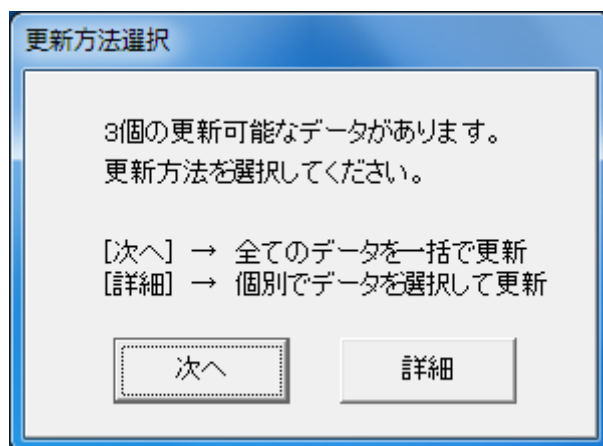 更新方法選択
3個の更新可能なデータがあります。
更新方法を選択してください。
[次へ] → 全てのデータを一括で更新
[詳細] → 個別でデータを選択して更新
次へ
詳細